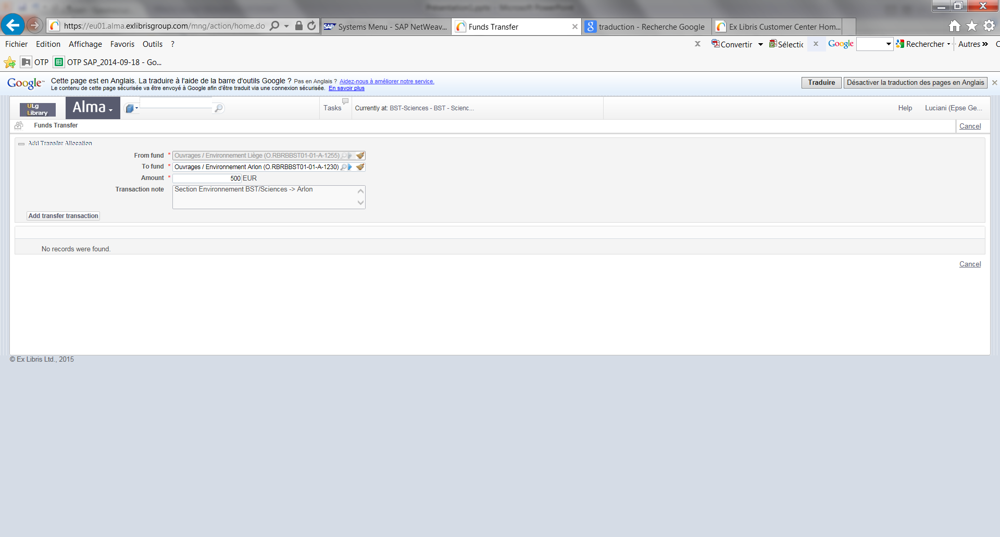 Presentation1.pptx - Microsoft PowerPoint
https://eu01.alma.exlibrisgroup.com/mng/action/home.do
SAP Systems Menu - SAP NetWeav...
Funds Transfer
traduction - Recherche Google
Ex Libris Customer Center Hom...
Fichier Edition Affichage Favoris Outils ?
x Convertir Sélectic x Google Rechercher Autres »
OTP OTP SAP_2014-09-18 - Go...
Google™ Cette page est en Anglais. La traduire à l'aide de la barre d'outils Google ? Pas en Anglais ? Aidez-nous à améliorer notre service.
Le contenu de cette page sécurisée va être envoyé à Google afin d'être traduit via une connexion sécurisée. En savoir plus
Traduire Désactiver la traduction des pages en Anglais
ULg
Library
Alma
Tasks
Currently at: BST-Sciences - BST - Scienc...
Help Luciani (Epse Ge...
Funds Transfer
Cancel
Add Transfer Allocation
From fund * Ouvrages / Environnement Liège (O.RBRBBST01-01-A-1255)
To fund * Ouvrages / Environnement Arlon (O.RBRBBST01-01-A-1230)
Amount * 500 EUR
Transaction note Section Environnement BST/Sciences -> Arlon
Add transfer transaction
No records were found.
Cancel
© Ex Libris Ltd., 2015